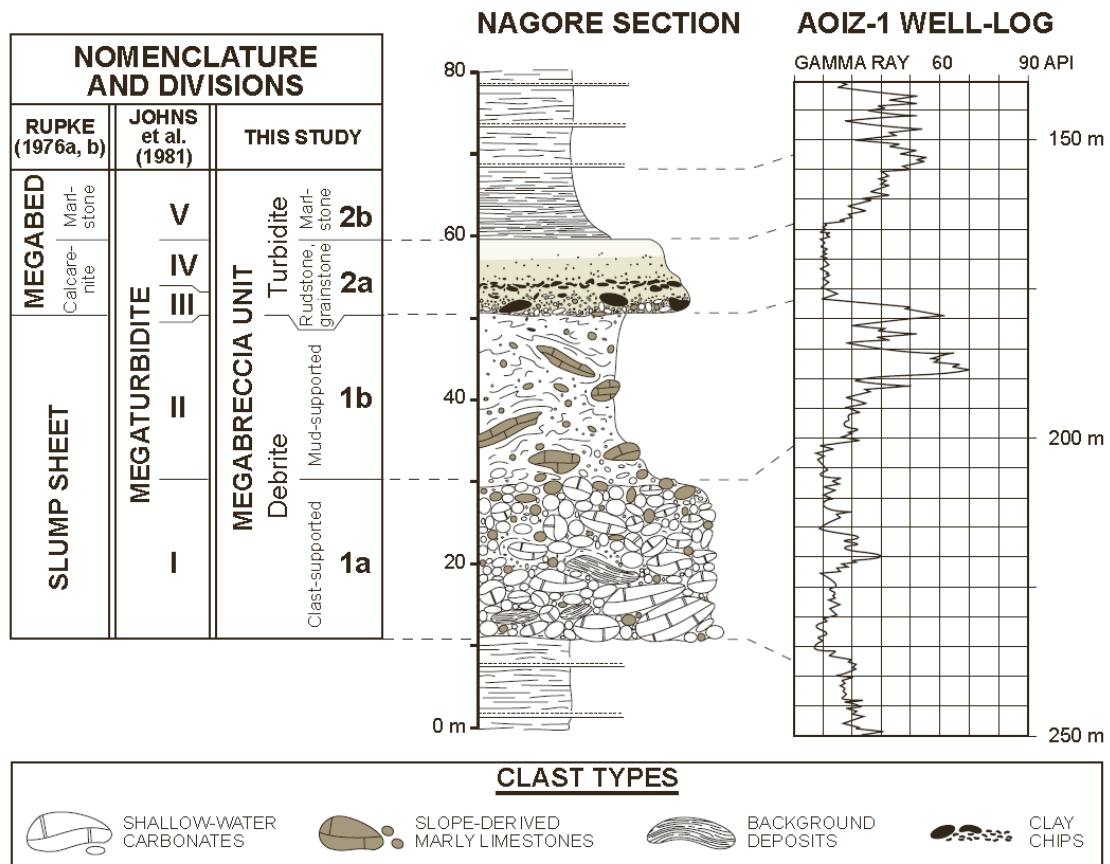 NAGORE SECTION
AOIZ-1 WELL-LOG
NOMENCLATURE
AND DIVISIONS
RUPKE
(1976a, b)
JOHNS
et al.
(1981)
THIS STUDY
MEGABED
Marl-
stone
Calcare-
nite
SLUMP SHEET
MEGATURBIDITE
V
IV
III
II
I
MEGABRECCIA UNIT
Turbidite
Marl-
stone
2b
Rudstone,
grainstone
2a
Debrite
Mud-supported
1b
Clast-supported
1a
80
60
40
20
0 m
GAMMA RAY 60 90 API
150 m
200 m
250 m
CLAST TYPES
SHALLOW-WATER
CARBONATES
SLOPE-DERIVED
MARLY LIMESTONES
BACKGROUND
DEPOSITS
CLAY
CHIPS